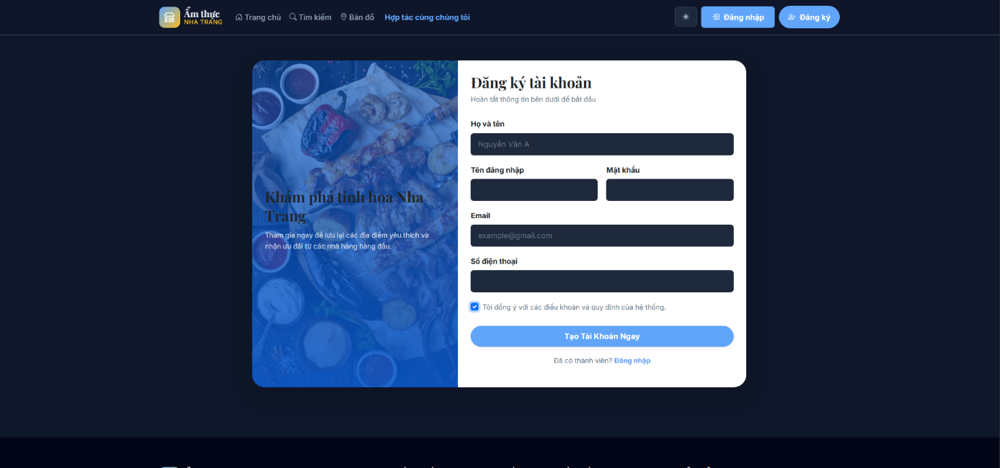 Ẩm thực
NHA TRANG
Trang chủ
Tìm kiếm
Bản đồ
Hợp tác cùng chúng tôi
Đăng nhập
Đăng ký
Khám phá tinh hoa Nha
Trang
Tham gia ngay để lưu lại các địa điểm yêu thích và
nhận ưu đãi từ các nhà hàng hàng đầu.
Đăng ký tài khoản
Hoàn tất thông tin bên dưới để bắt đầu
Họ và tên
Nguyễn Văn A
Tên đăng nhập
Mật khẩu
Email
example@gmail.com
Số điện thoại
Tôi đồng ý với các điều khoản và quy định của hệ thống.
Tạo Tài Khoản Ngay
Đã có thành viên? Đăng nhập